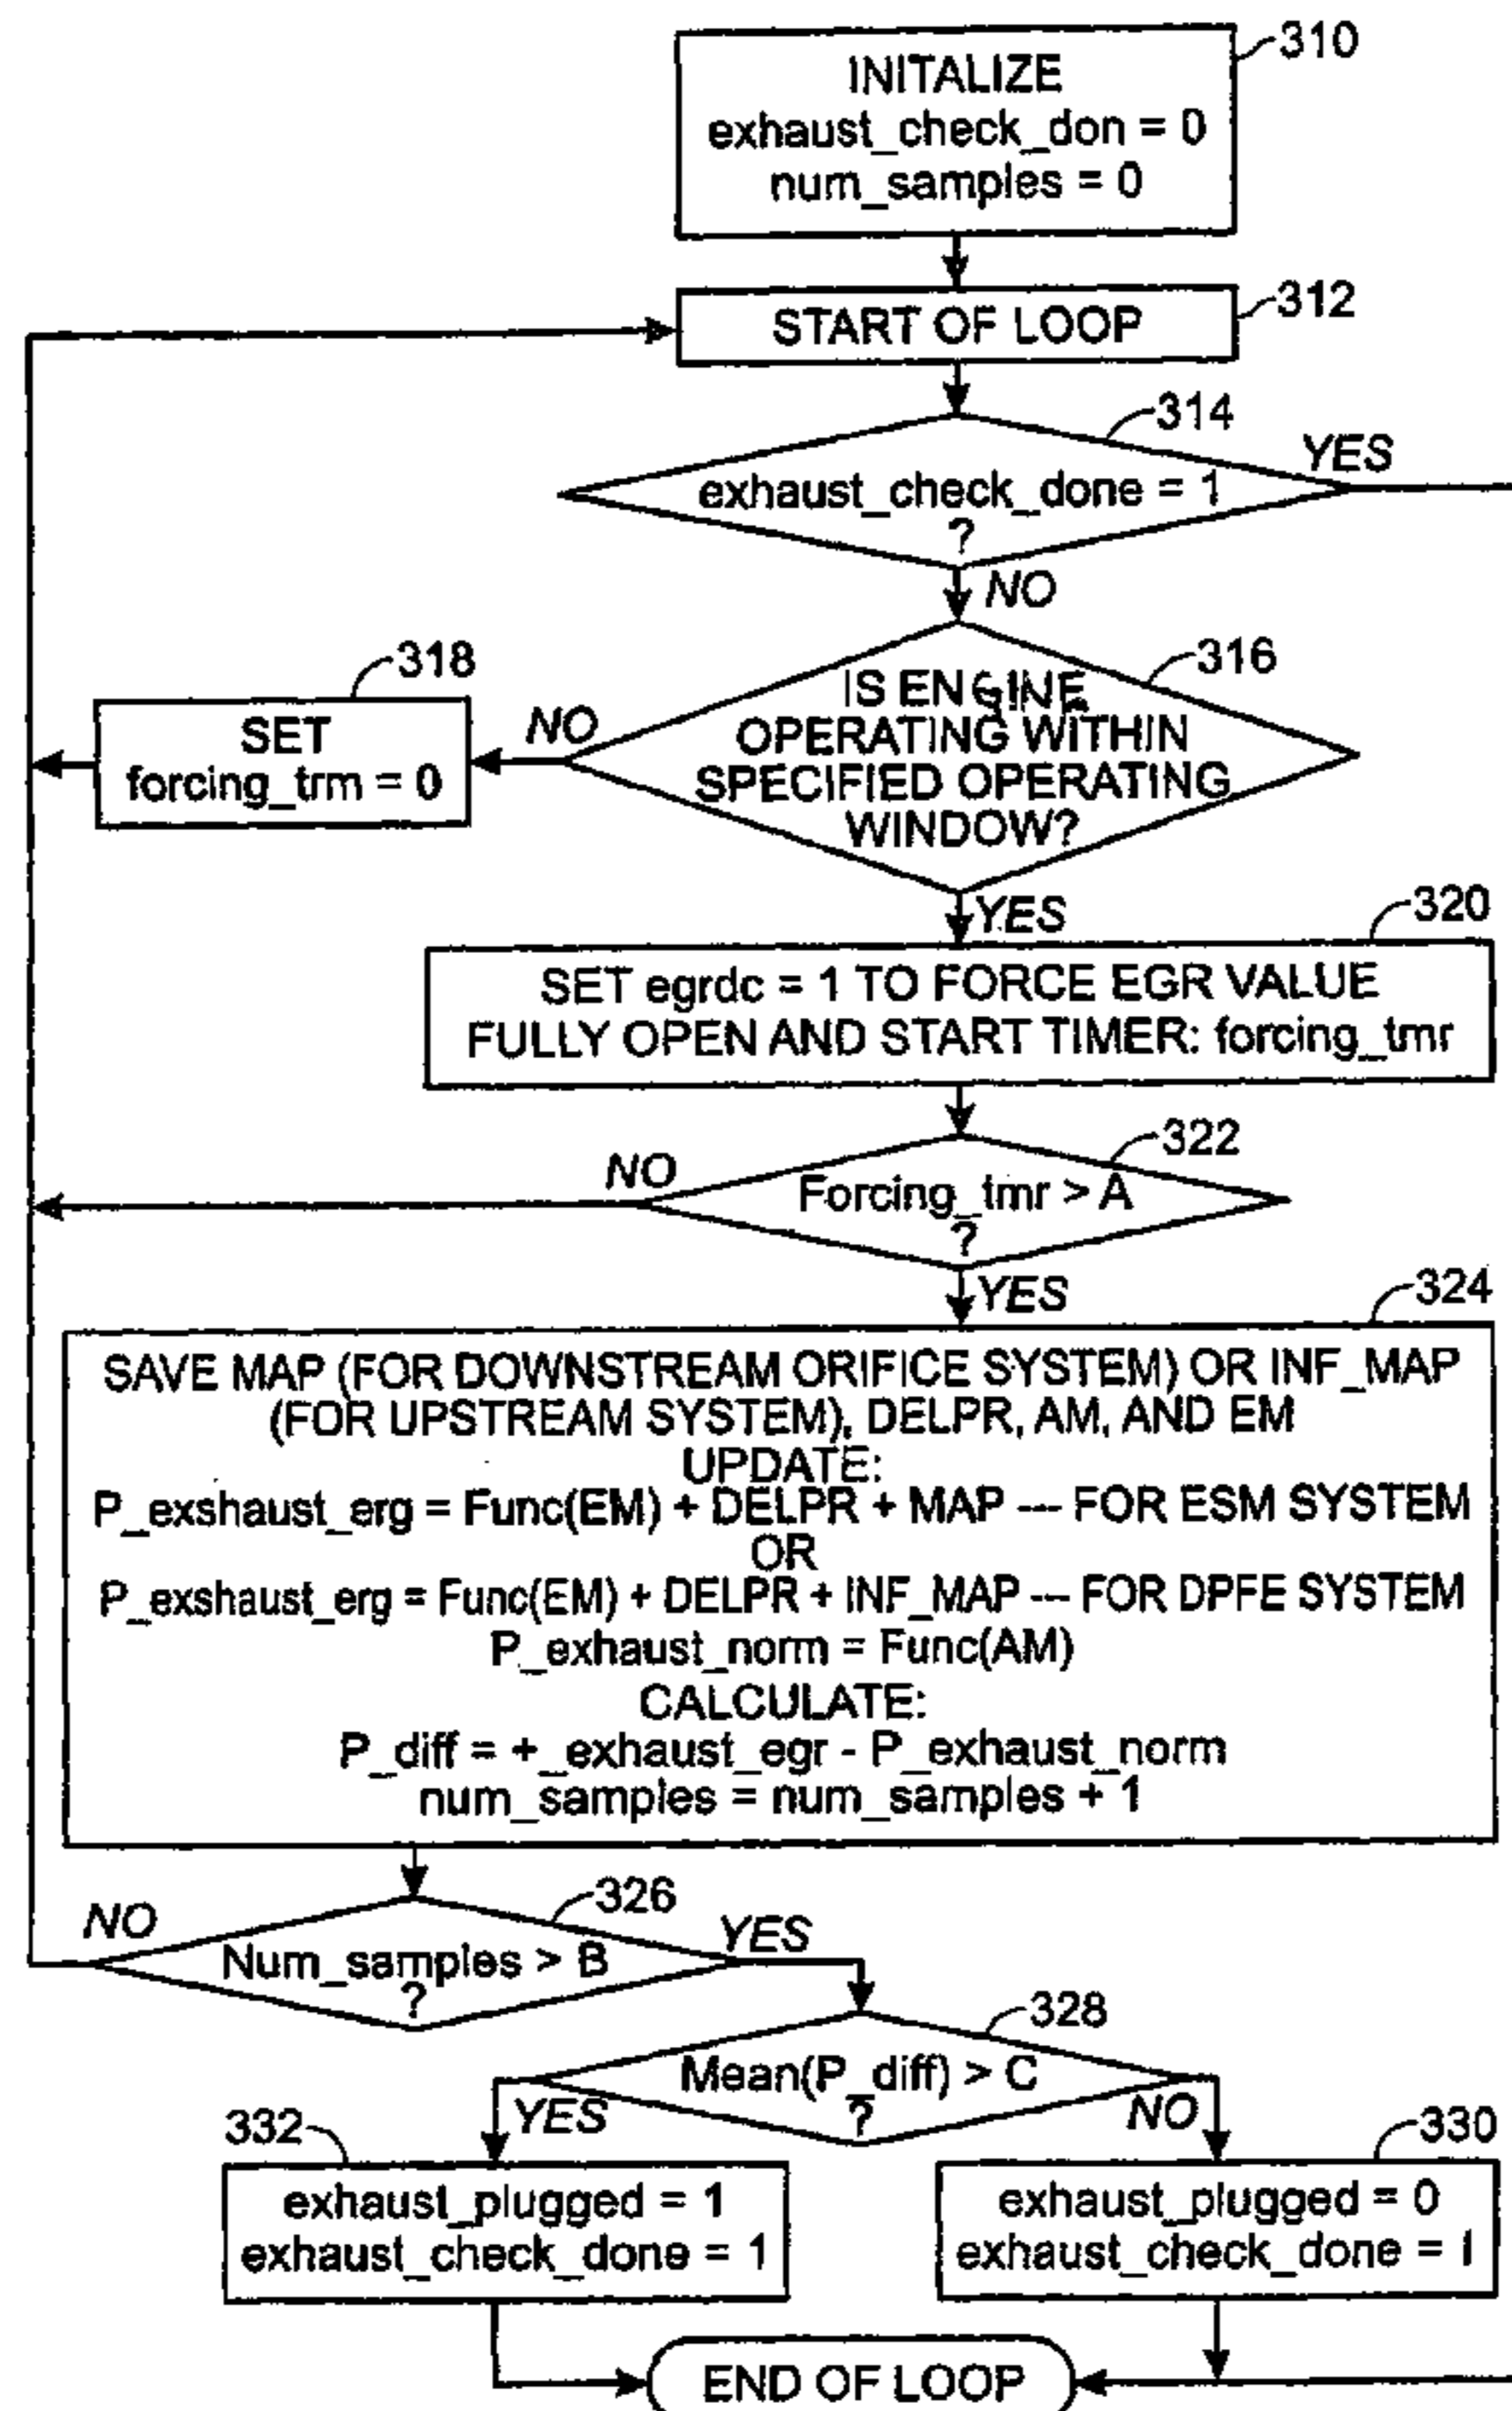 310
INITALIZE
exhaust_check_don = 0
num_samples = 0
START OF LOOP
312
314
exhaust_check_done = 1
?
YES
NO
316
IS ENGINE
OPERATING WITHIN
SPECIFIED OPERATING
WINDOW?
NO
318
SET
forcing_trm = 0
YES
320
SET egrdc = 1 TO FORCE EGR VALUE
FULLY OPEN AND START TIMER: forcing_tmr
322
Forcing_tmr > A
?
NO
YES
324
SAVE MAP (FOR DOWNSTREAM ORIFICE SYSTEM) OR INF_MAP
(FOR UPSTREAM SYSTEM), DELPR, AM, AND EM
UPDATE:
P_exshaust_erg = Func(EM) + DELPR + MAP --- FOR ESM SYSTEM
OR
P_exshaust_erg = Func(EM) + DELPR + INF_MAP --- FOR DPFE SYSTEM
P_exhaust_norm = Func(AM)
CALCULATE:
P_diff = +_exhaust_egr - P_exhaust_norm
num_samples = num_samples + 1
326
NO
Num_samples > B
?
YES
328
Mean(P_diff) > C
?
YES
NO
332
exhaust_plugged = 1
exhaust_check_done = 1
330
exhaust_plugged = 0
exhaust_check_done = 1
END OF LOOP